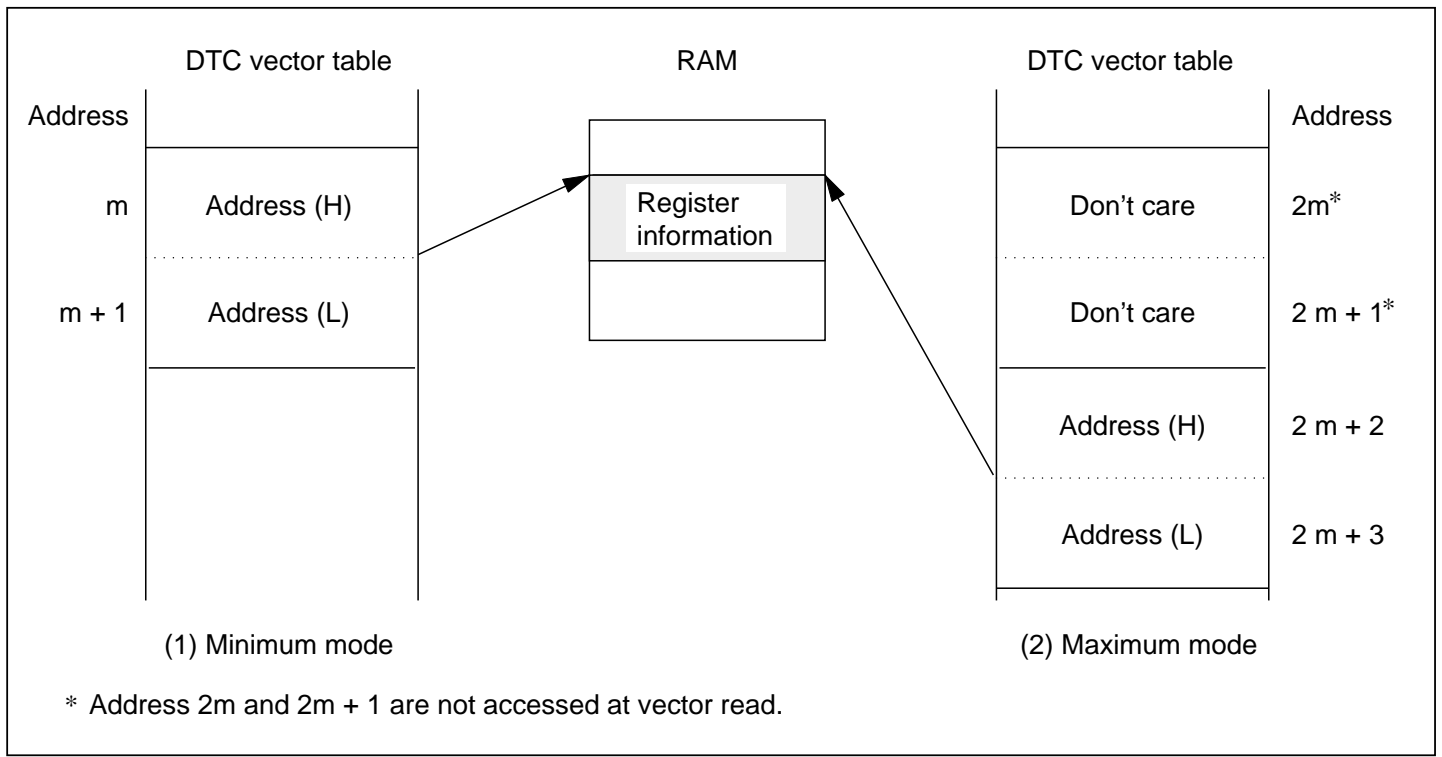 DTC vector table RAM DTC vector table
Address Address
m Address (H) Register Don't care 2m*
information
m + 1 Address (L) Don't care 2 m + 1*
Address (H) 2 m + 2
Address (L) 2 m + 3
(1) Minimum mode (2) Maximum mode
* Address 2m and 2m + 1 are not accessed at vector read.